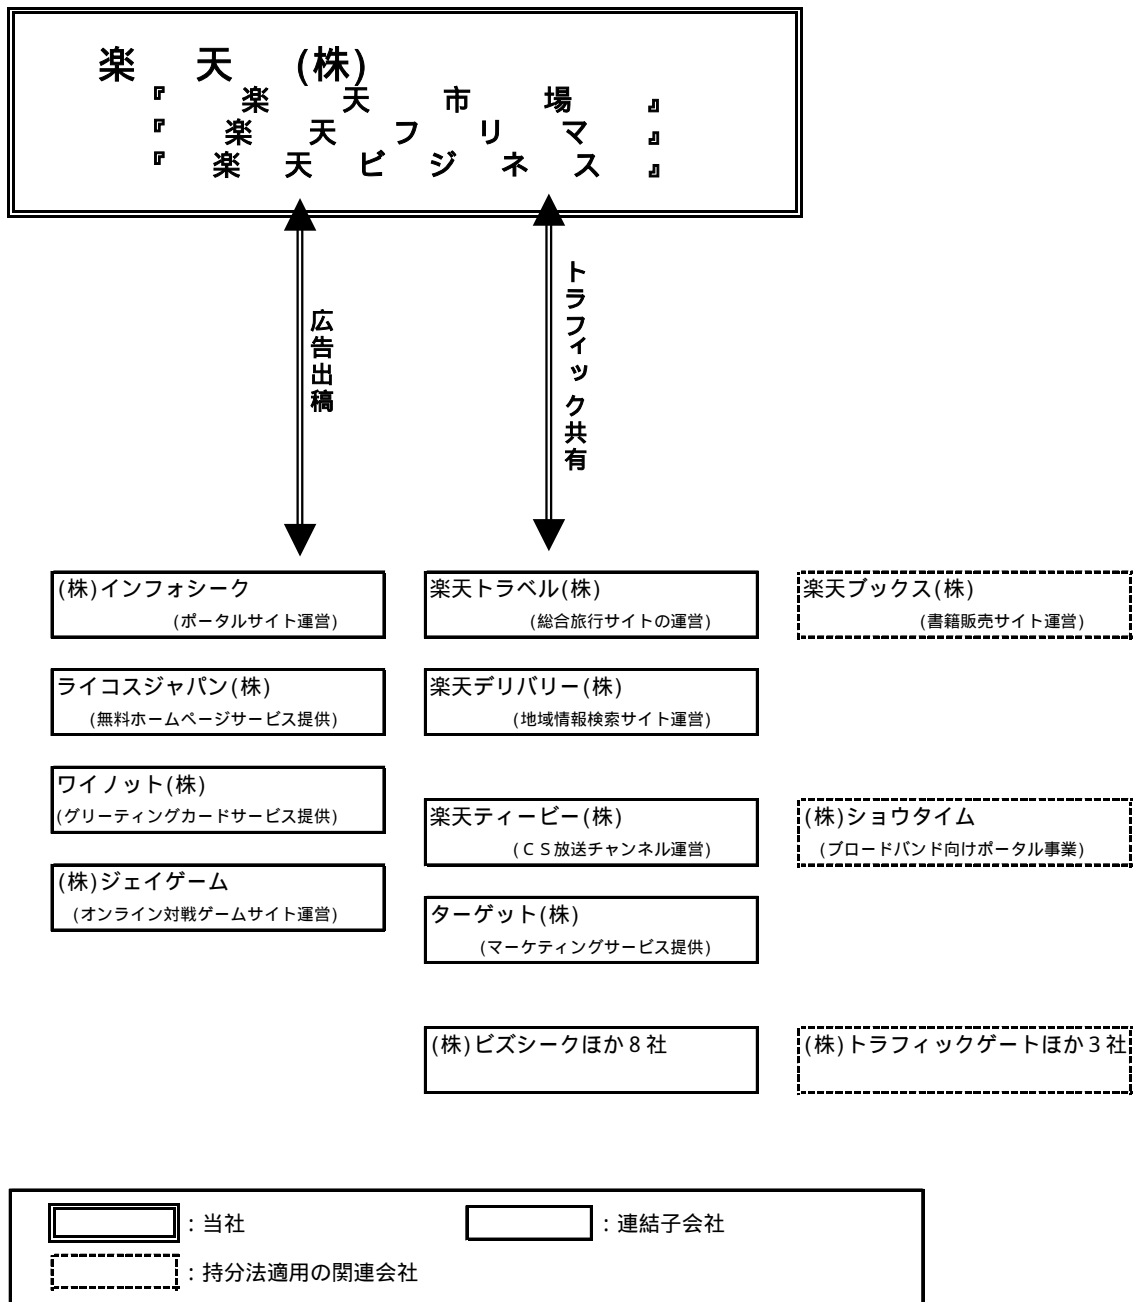 楽天(株)
『楽天市場』
『楽天フリマ』
『楽天ビジネス』
広告出稿
トラフィック共有
(株)インフォシーク
(ポータルサイト運営)
楽天トラベル(株)
(総合旅行サイトの運営)
楽天ブックス(株)
(書籍販売サイト運営)
ライコスジャパン(株)
(無料ホームページサービス提供)
楽天デリバリー(株)
(地域情報検索サイト運営)
ワイノット(株)
(グリーティングカードサービス提供)
楽天ティービー(株)
(CS放送チャンネル運営)
(株)ショウタイム
(ブロードバンド向けポータル事業)
(株)ジェイゲーム
(オンライン対戦ゲームサイト運営)
ターゲット(株)
(マーケティングサービス提供)
(株)ビズシークほか8社
(株)トラフィックゲートほか3社
:当社
:連結子会社
:持分法適用の関連会社